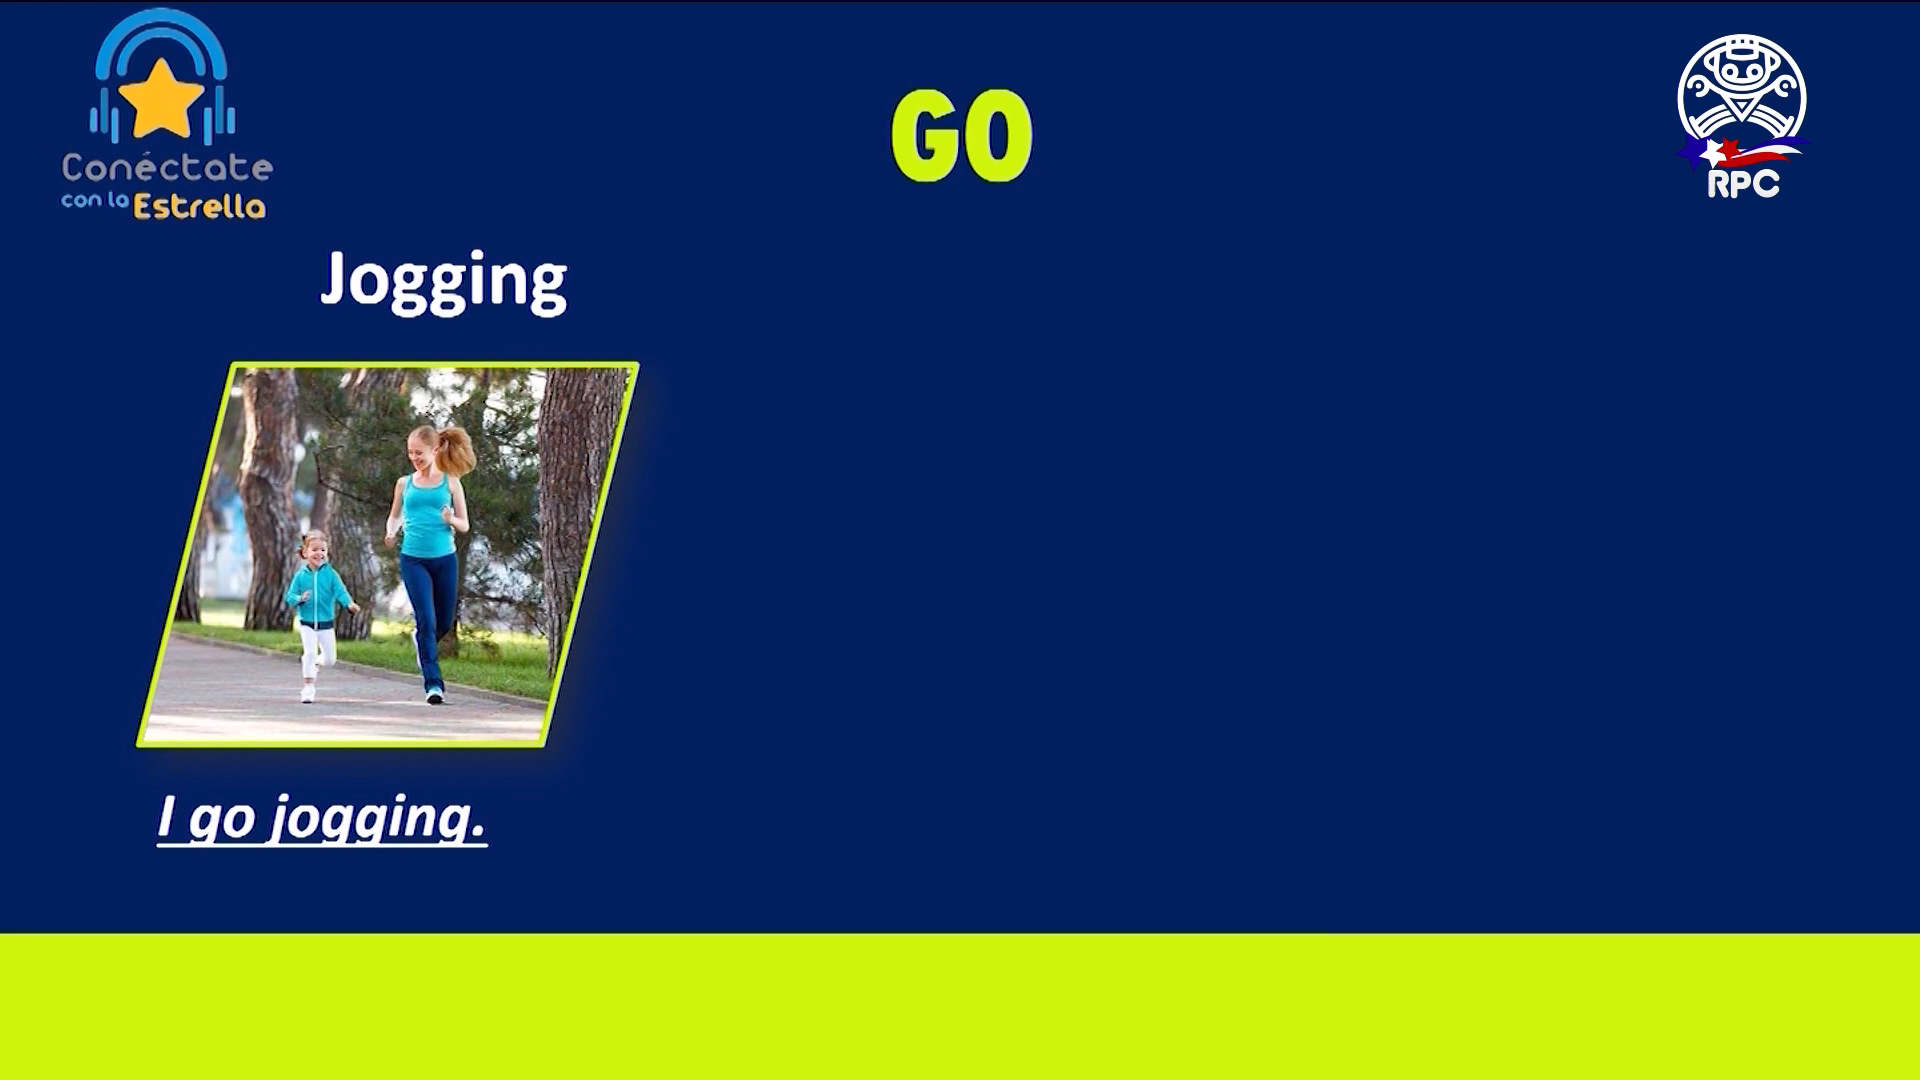 Conéctate
con la Estrella
GO
RPC
Jogging
I go jogging.